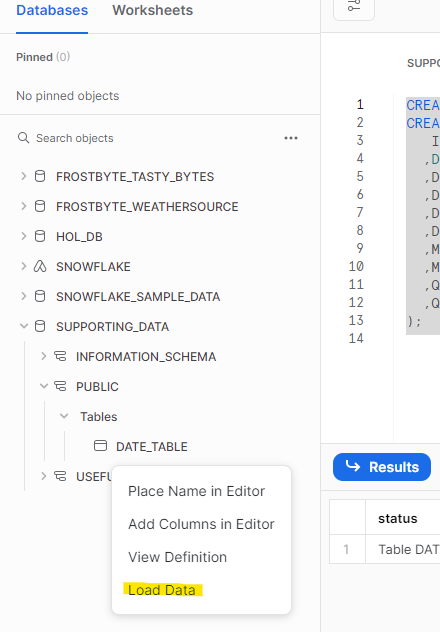 Databases
Worksheets
Pinned (0)
No pinned objects
Search objects
FROSTBYTE_TASTY_BYTES
FROSTBYTE_WEATHERSOURCE
HOL_DB
SNOWFLAKE
SNOWFLAKE_SAMPLE_DATA
SUPPORTING_DATA
INFORMATION_SCHEMA
PUBLIC
Tables
DATE_TABLE
USEFU
Place Name in Editor
Add Columns in Editor
View Definition
Load Data
SUPPO
1 CREA
2 CREA
3 I
4 ,D
5 ,D
6 ,D
7 ,D
8 ,D
9 ,M
10 ,M
11 ,Q
12 ,Q
13 );
14
Results
status
1 Table DAT